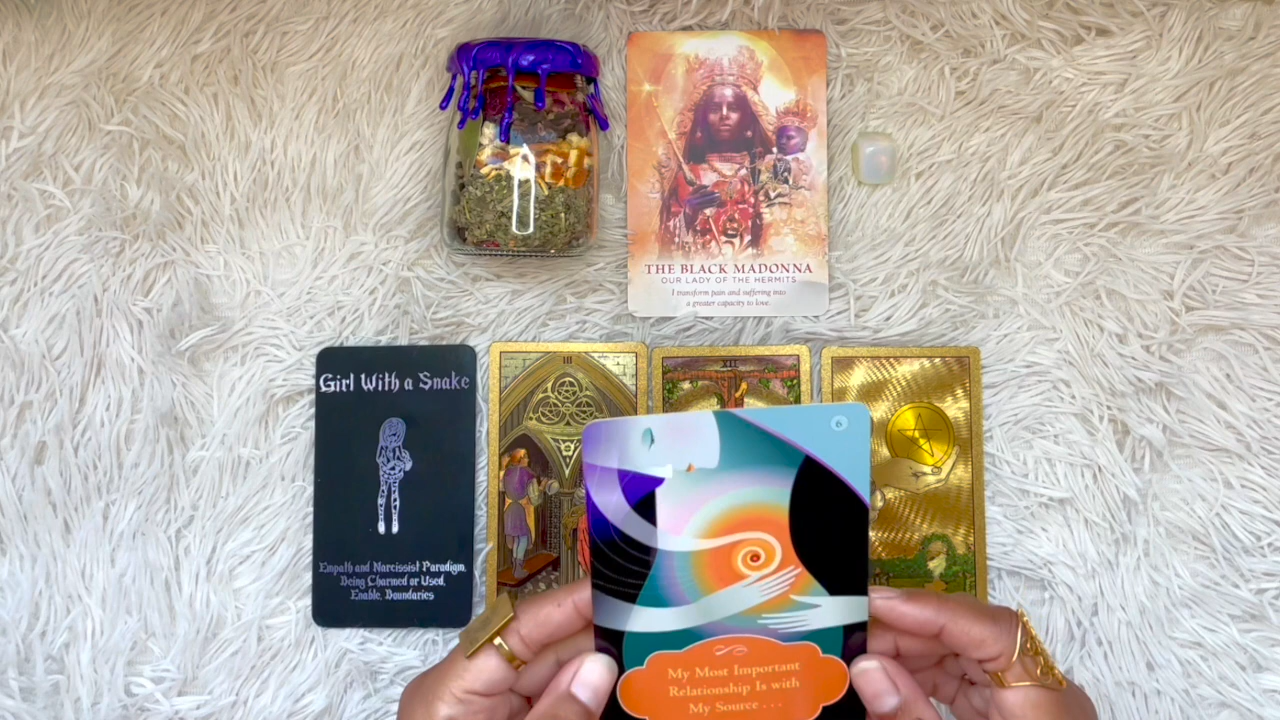 THE BLACK MADONNA
OUR LADY OF THE HERMITS
I transform pain and suffering into
a greater capacity to love.
Girl With a Snake
Empath and Narcissist Paradigm,
Being Charmed or Used,
Enable, Boundaries
III
XII
6
My Most Important
Relationship Is with
My Source . . .